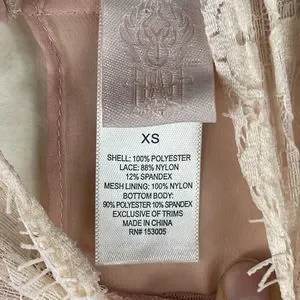 XS
SHELL: 100% POLYESTER
LACE: 88% NYLON
12% SPANDEX
MESH LINING: 100% NYLON
BOTTOM BODY:
90% POLYESTER 10% SPANDEX
EXCLUSIVE OF TRIMS
MADE IN CHINA
RN# 153005